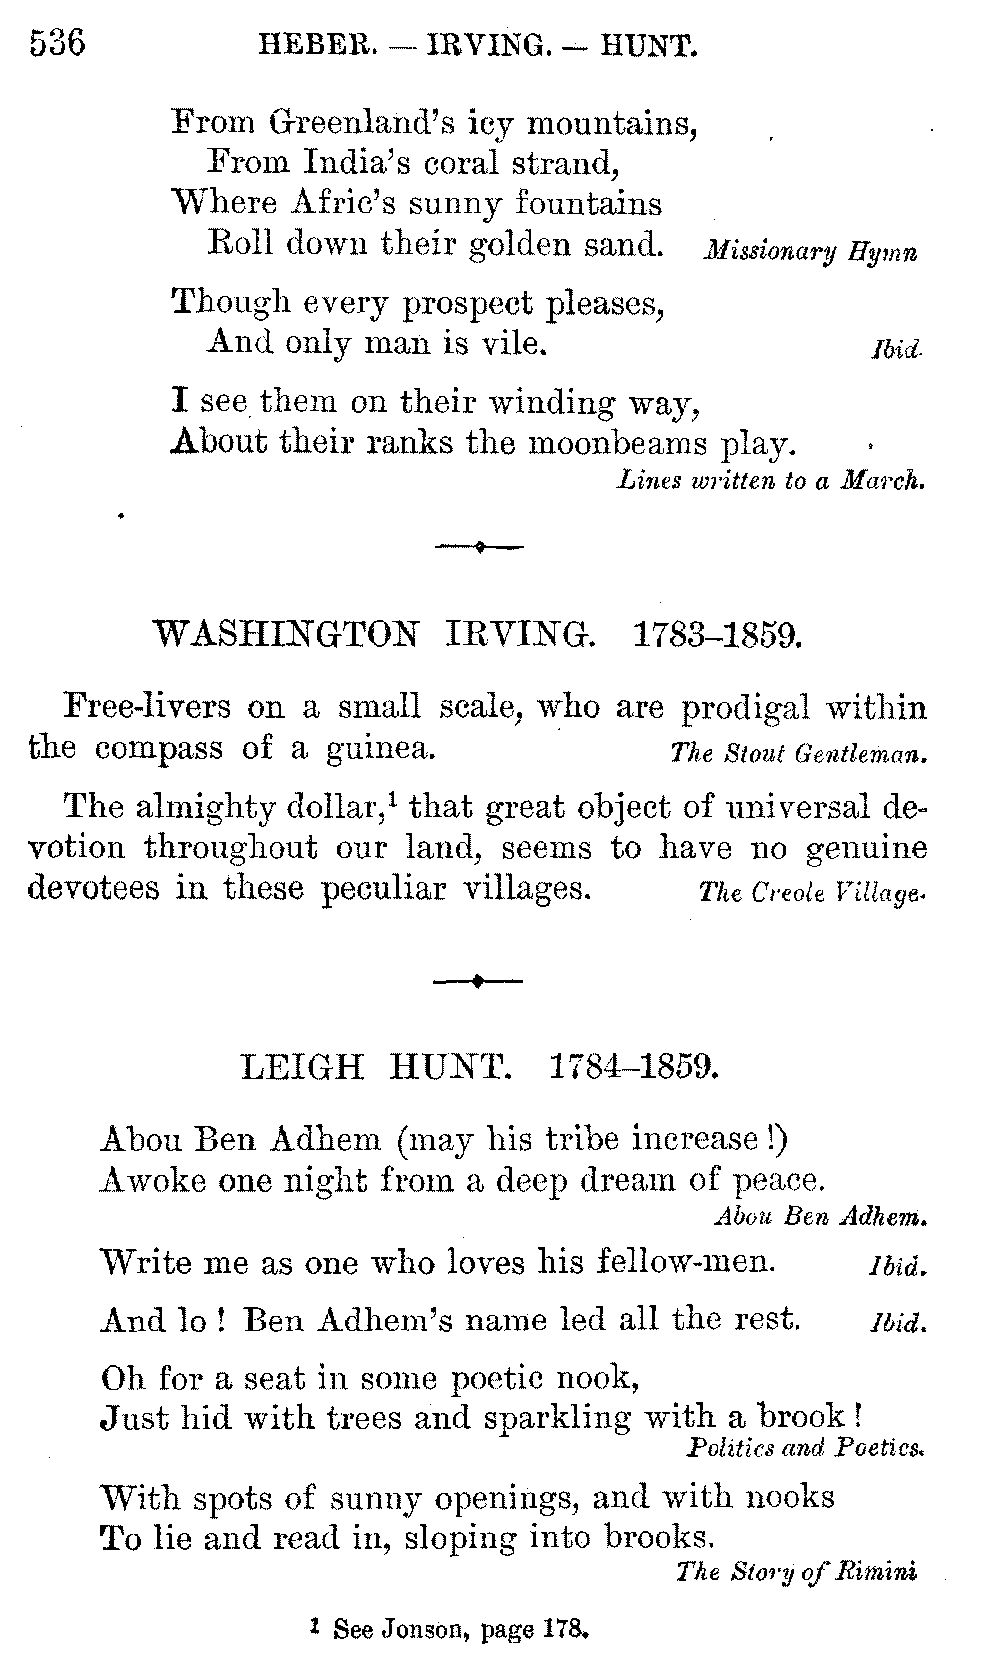 536 HEBER. — IRVING. — HUNT.
From Greenland's icy mountains,
From India's coral strand,
Where Afric's sunny fountains
Roll down their golden sand. Missionary Hymn
Though every prospect pleases,
And only man is vile. Ibid.
I see them on their winding way,
About their ranks the moonbeams play.
Lines written to a March.
WASHINGTON IRVING. 1783–1859.
Free-livers on a small scale, who are prodigal within
the compass of a guinea. The Stout Gentleman.
The almighty dollar,¹ that great object of universal de-
votion throughout our land, seems to have no genuine
devotees in these peculiar villages. The Creole Village.
LEIGH HUNT. 1784–1859.
Abou Ben Adhem (may his tribe increase!)
Awoke one night from a deep dream of peace.
Abou Ben Adhem.
Write me as one who loves his fellow-men. Ibid.
And lo! Ben Adhem's name led all the rest. Ibid.
Oh for a seat in some poetic nook,
Just hid with trees and sparkling with a brook!
Politics and Poetics.
With spots of sunny openings, and with nooks
To lie and read in, sloping into brooks.
The Story of Rimini
¹ See Jonson, page 178.